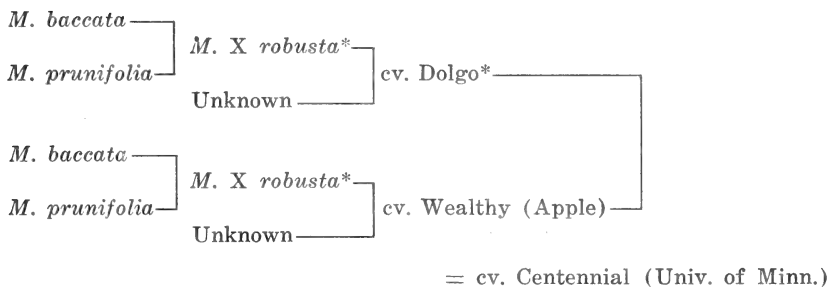 M. baccata
M. X robusta*
M. prunifolia
cv. Dolgo*
Unknown
M. baccata
M. X robusta*
M. prunifolia
cv. Wealthy (Apple)
Unknown
= cv. Centennial (Univ. of Minn.)